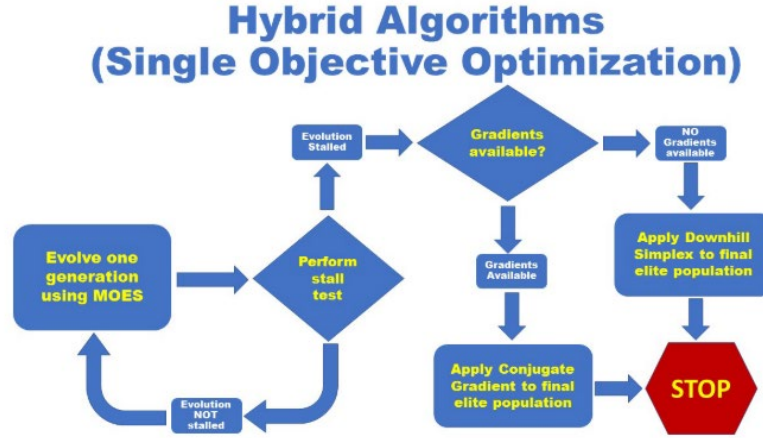 Hybrid Algorithms
(Single Objective Optimization)
Evolution
Stalled
Gradients
available?
NO
Gradients
available
Evolve one
generation
using MOES
Perform
stall
test
Gradients
Available
Apply Downhill
Simplex to final
elite population
Evolution
NOT
stalled
Apply Conjugate
Gradient to final
elite population
STOP